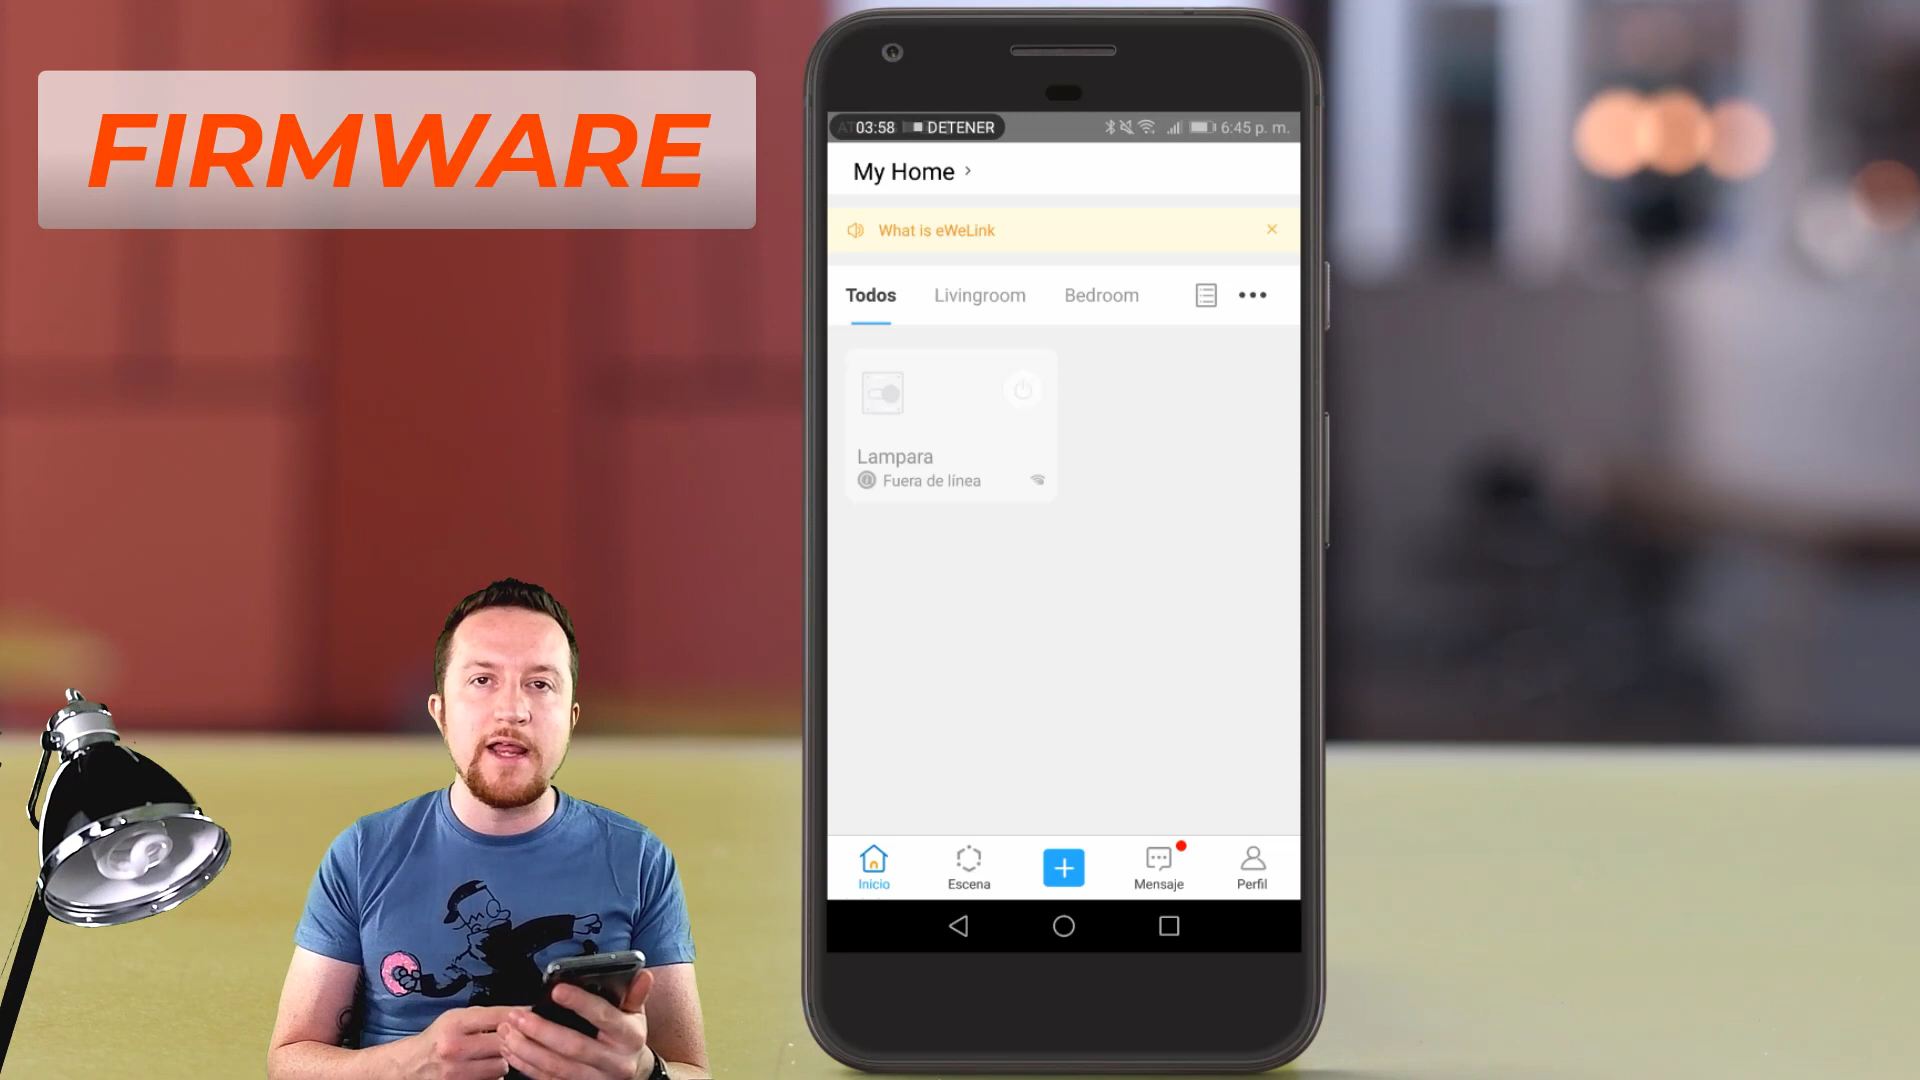 FIRMWARE
03:58 DETENER 6:45 p. m.
My Home
What is eWeLink
Todos Livingroom Bedroom
Lampara
Fuera de línea
Inicio Escena Mensaje Perfil